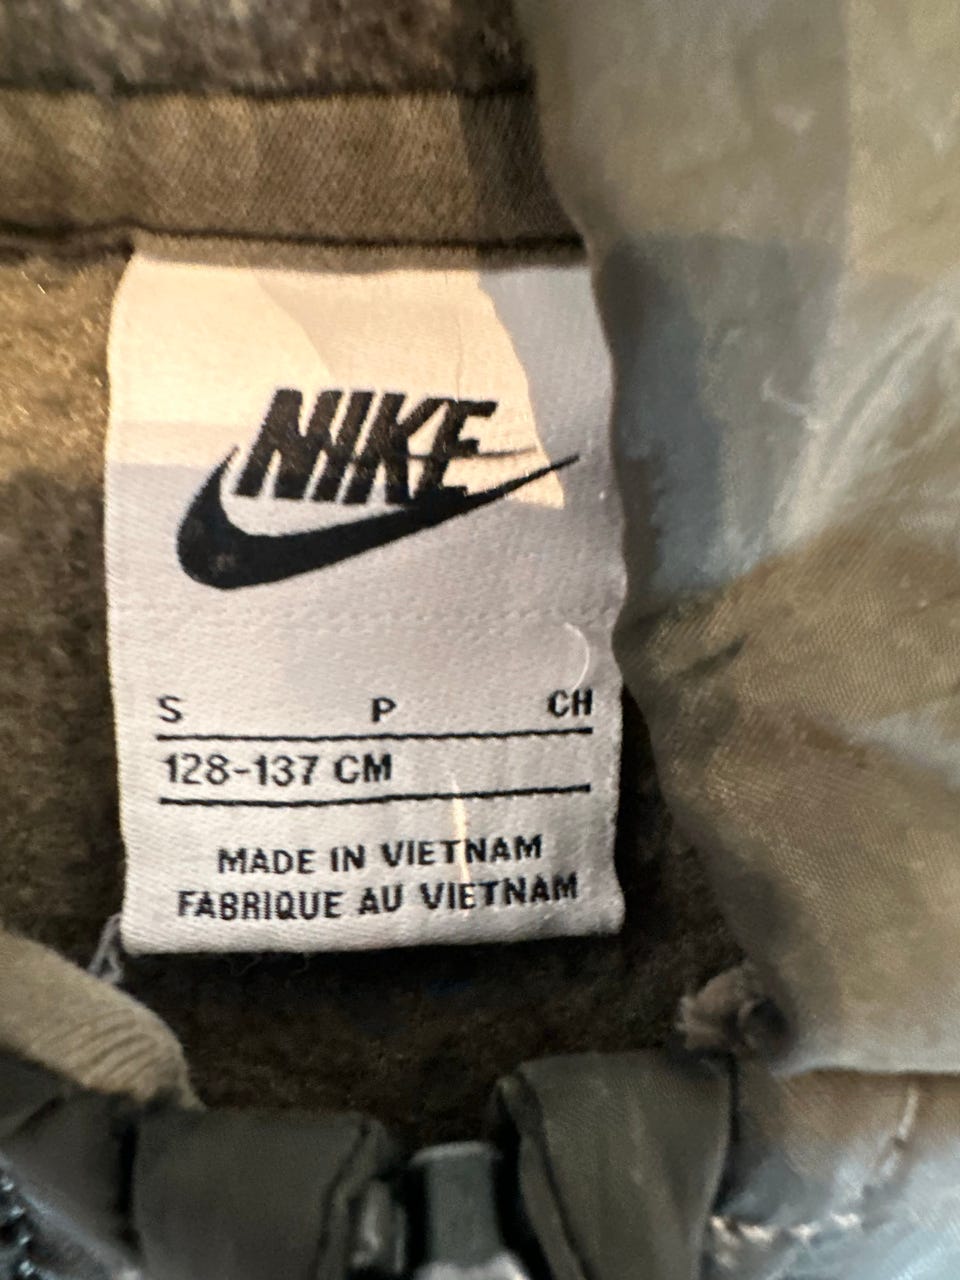 NIKE
S P CH
128-137 CM
MADE IN VIETNAM
FABRIQUE AU VIETNAM